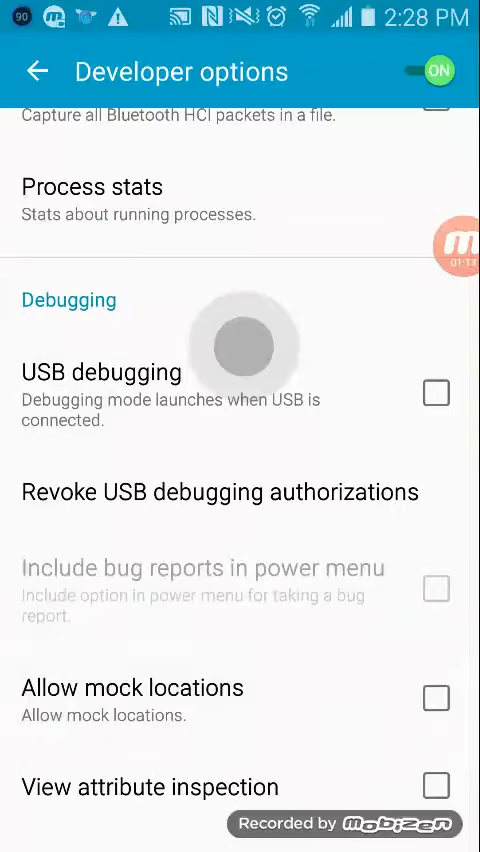 90
2:28 PM
Developer options
ON
Capture all Bluetooth HCI packets in a file.
Process stats
Stats about running processes.
01:13
Debugging
USB debugging
Debugging mode launches when USB is
connected.
Revoke USB debugging authorizations
Include bug reports in power menu
Include option in power menu for taking a bug
report.
Allow mock locations
Allow mock locations.
View attribute inspection
Recorded by Mobizen